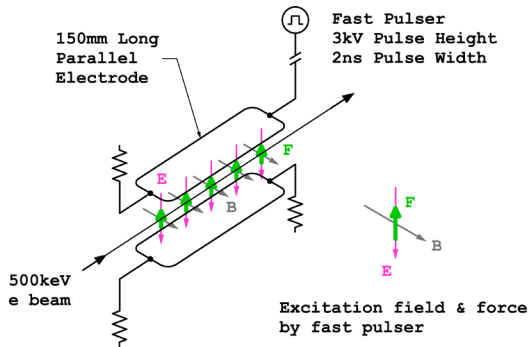 150mm Long
Parallel
Electrode
Fast Pulser
3kV Pulse Height
2ns Pulse Width
F
E
B
500keV
e beam
F
B
E
Excitation field & force
by fast pulser